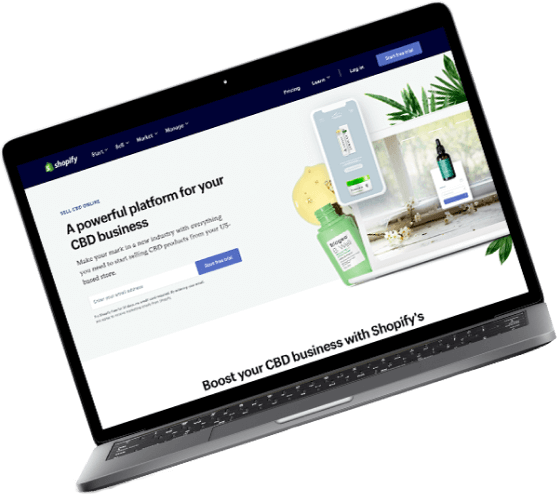 shopify
Start
Sell
Market
Manage
Pricing
Learn
Log in
Start free trial
SELL CBD ONLINE
A powerful platform for your
CBD business
Make your mark in a new industry with everything
you need to start selling CBD products from your US-
based store.
Enter your email address
Start free trial
Boost your CBD business with Shopify's